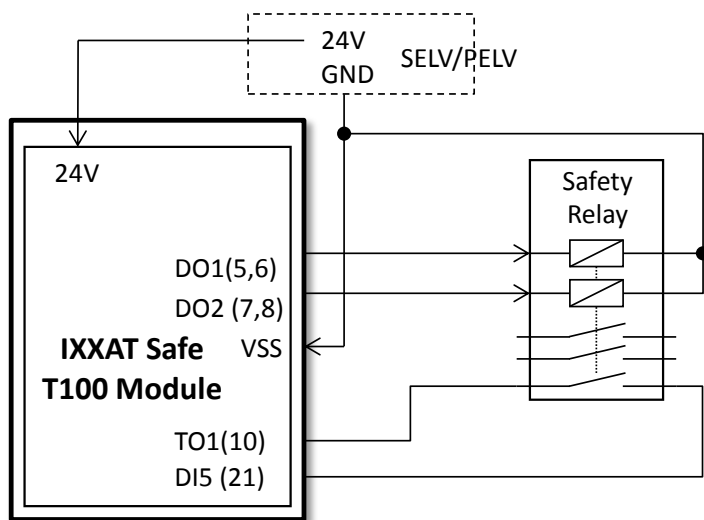 24V
GND
SELV/PELV
24V
Safety
Relay
DO1(5,6)
DO2 (7,8)
IXXAT Safe
VSS
T100 Module
TO1(10)
DI5 (21)